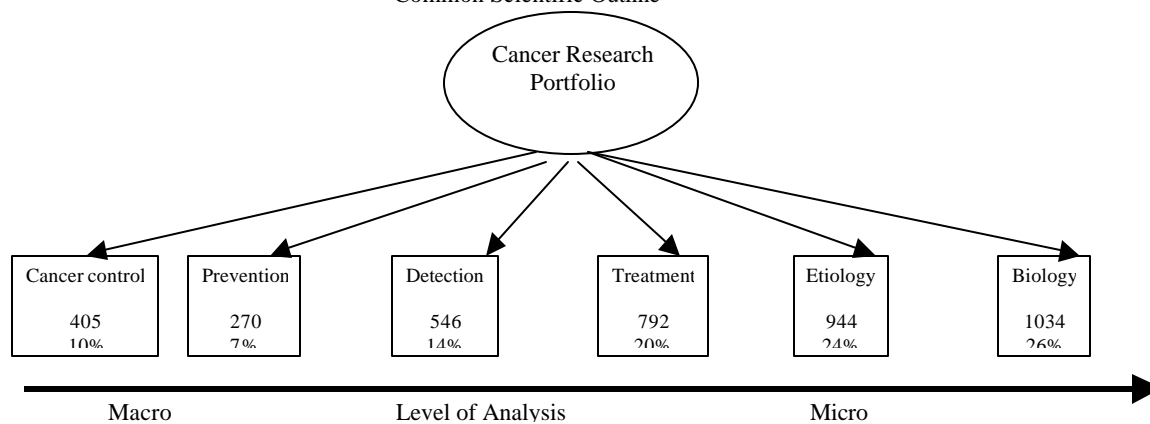 Common Scientific Outline
Cancer Research
Portfolio
Cancer control
405
10%
Prevention
270
7%
Detection
546
14%
Treatment
792
20%
Etiology
944
24%
Biology
1034
26%
Macro
Level of Analysis
Micro